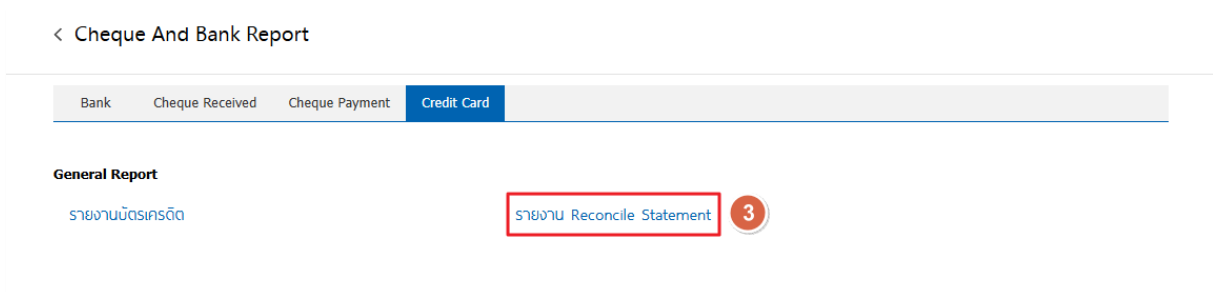 < Cheque And Bank Report
Bank Cheque Received Cheque Payment Credit Card
General Report
รายงานบัตรเครดิต รายงาน Reconcile Statement 3